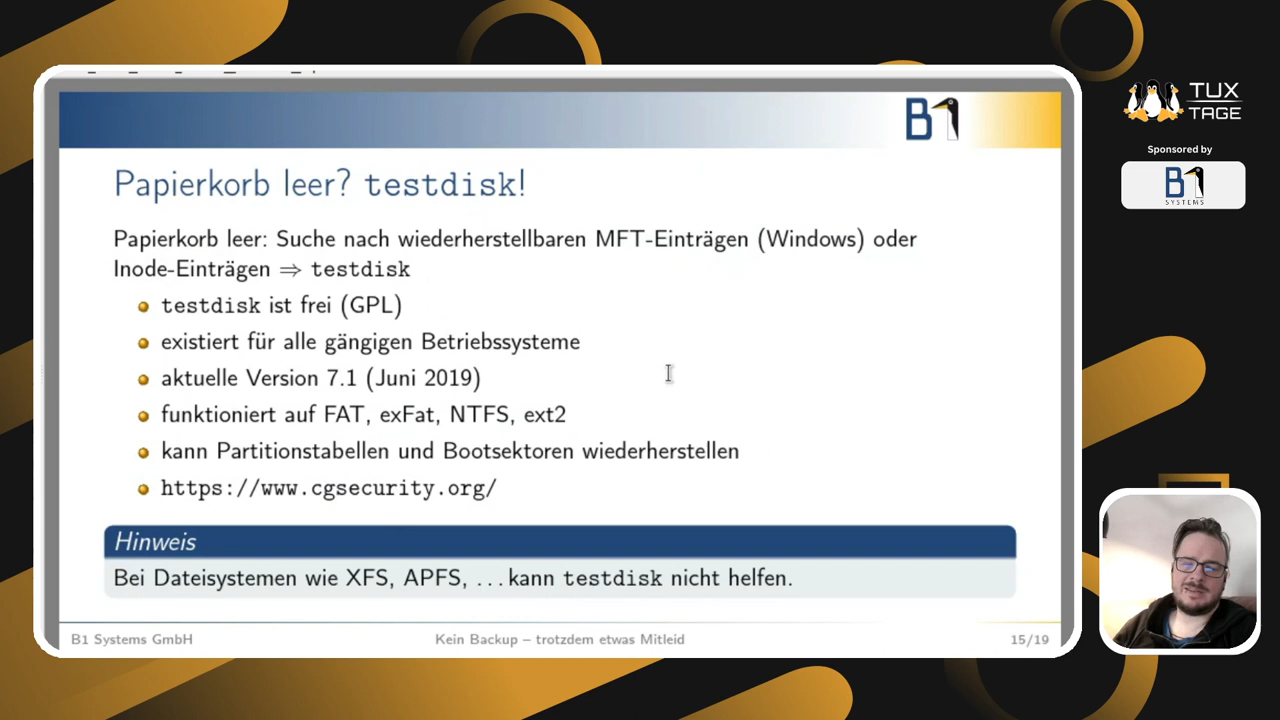 Papierkorb leer? testdisk!
Papierkorb leer: Suche nach wiederherstellbaren MFT-Einträgen (Windows) oder
Inode-Einträgen ⇒ testdisk
testdisk ist frei (GPL)
existiert für alle gängigen Betriebssysteme
aktuelle Version 7.1 (Juni 2019)
funktioniert auf FAT, exFat, NTFS, ext2
kann Partitionstabellen und Bootsektoren wiederherstellen
https://www.cgsecurity.org/
Hinweis
Bei Dateisystemen wie XFS, APFS, ...kann testdisk nicht helfen.
B1 Systems GmbH
Kein Backup – trotzdem etwas Mitleid
15/19
B1
TUX
TAGE
Sponsored by
B1
SYSTEMS